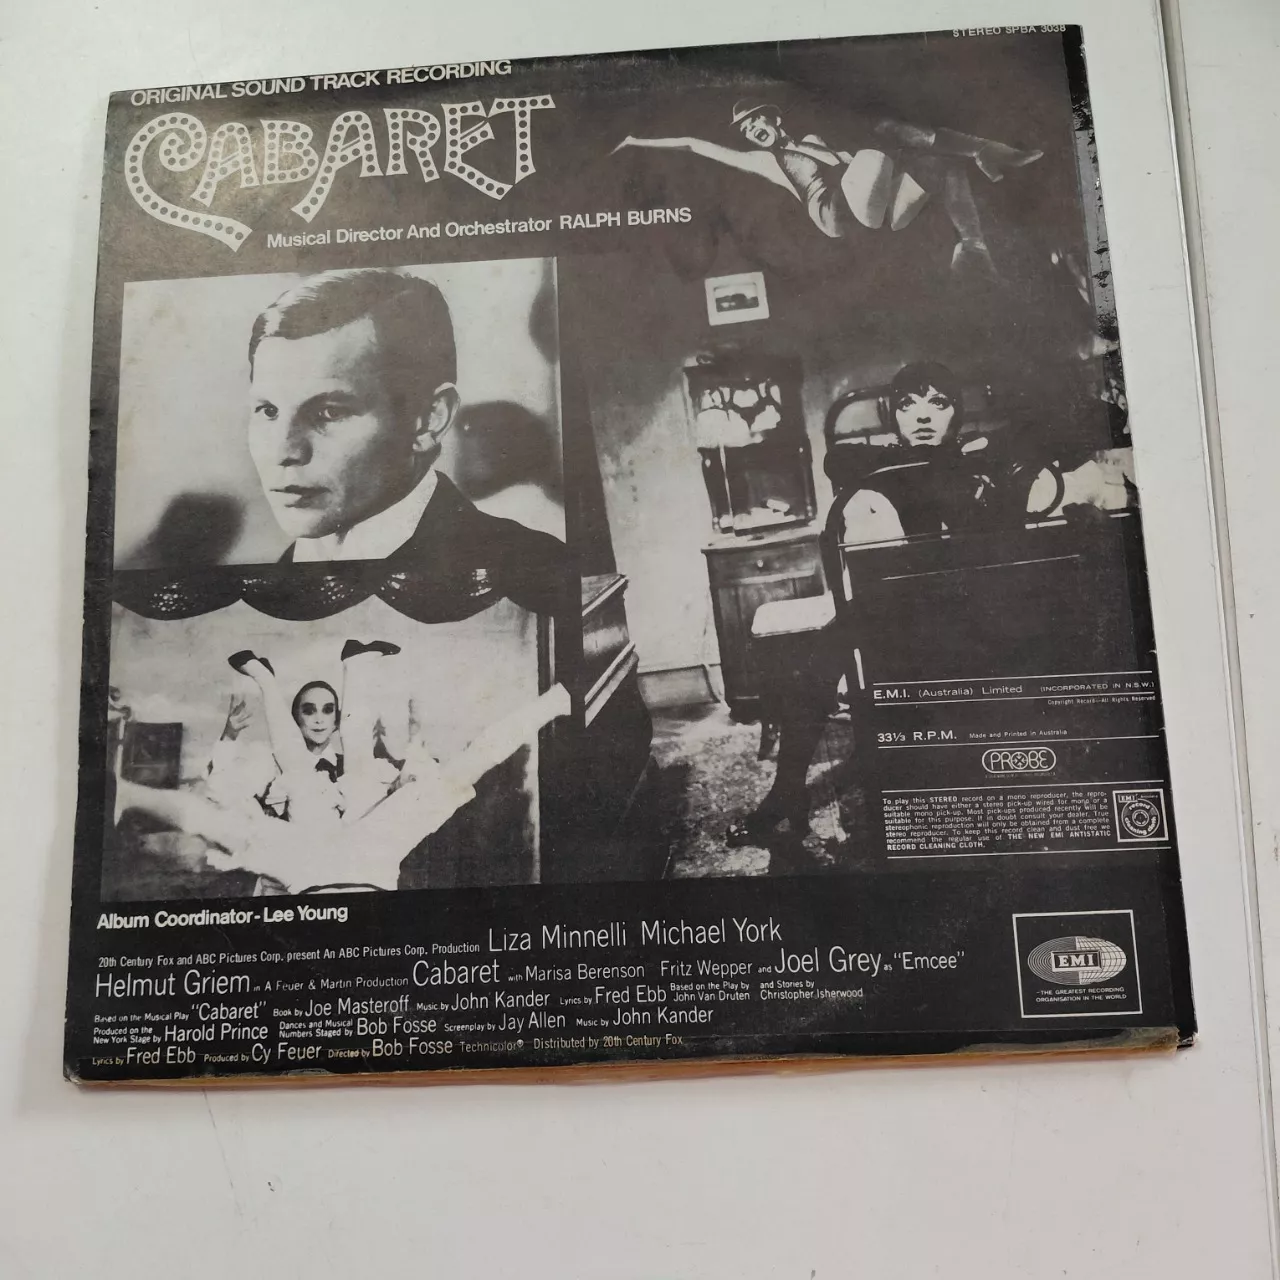 STEREO SPBA 3038
ORIGINAL SOUND TRACK RECORDING
CABARET
Musical Director And Orchestrator RALPH BURNS
E.M.I. (Australia) Limited (INCORPORATED IN N.S.W.)
Copyright Record—All Rights Reserved
33⅓ R.P.M. Made and Printed in Australia
PROBE
To play this STEREO record on a mono reproducer, the repro-
ducer should have either a stereo pick-up wired for mono or a
suitable mono pick-up. Most pick-ups produced recently will be
suitable for this purpose. If in doubt consult your dealer. True
stereophonic reproduction will only be obtained from a complete
stereo reproducer. To keep this record clean and dust free we
recommend the regular use of THE NEW EMI ANTISTATIC
RECORD CLEANING CLOTH.
EMI
record cleaning cloth
Album Coordinator-Lee Young
20th Century Fox and ABC Pictures Corp. present An ABC Pictures Corp. Production Liza Minnelli Michael York
Helmut Griem in A Feuer & Martin Production Cabaret with Marisa Berenson Fritz Wepper and Joel Grey as "Emcee"
Based on the Musical Play "Cabaret" Book by Joe Masteroff Music by John Kander Lyrics by Fred Ebb Based on the Play by John Van Druten and Stories by Christopher Isherwood
Produced on the New York Stage by Harold Prince Dances and Musical Numbers Staged by Bob Fosse Screenplay by Jay Allen Music by John Kander
Lyrics by Fred Ebb Produced by Cy Feuer Directed by Bob Fosse Technicolor® Distributed by 20th Century Fox
EMI
THE GREATEST RECORDING
ORGANISATION IN THE WORLD